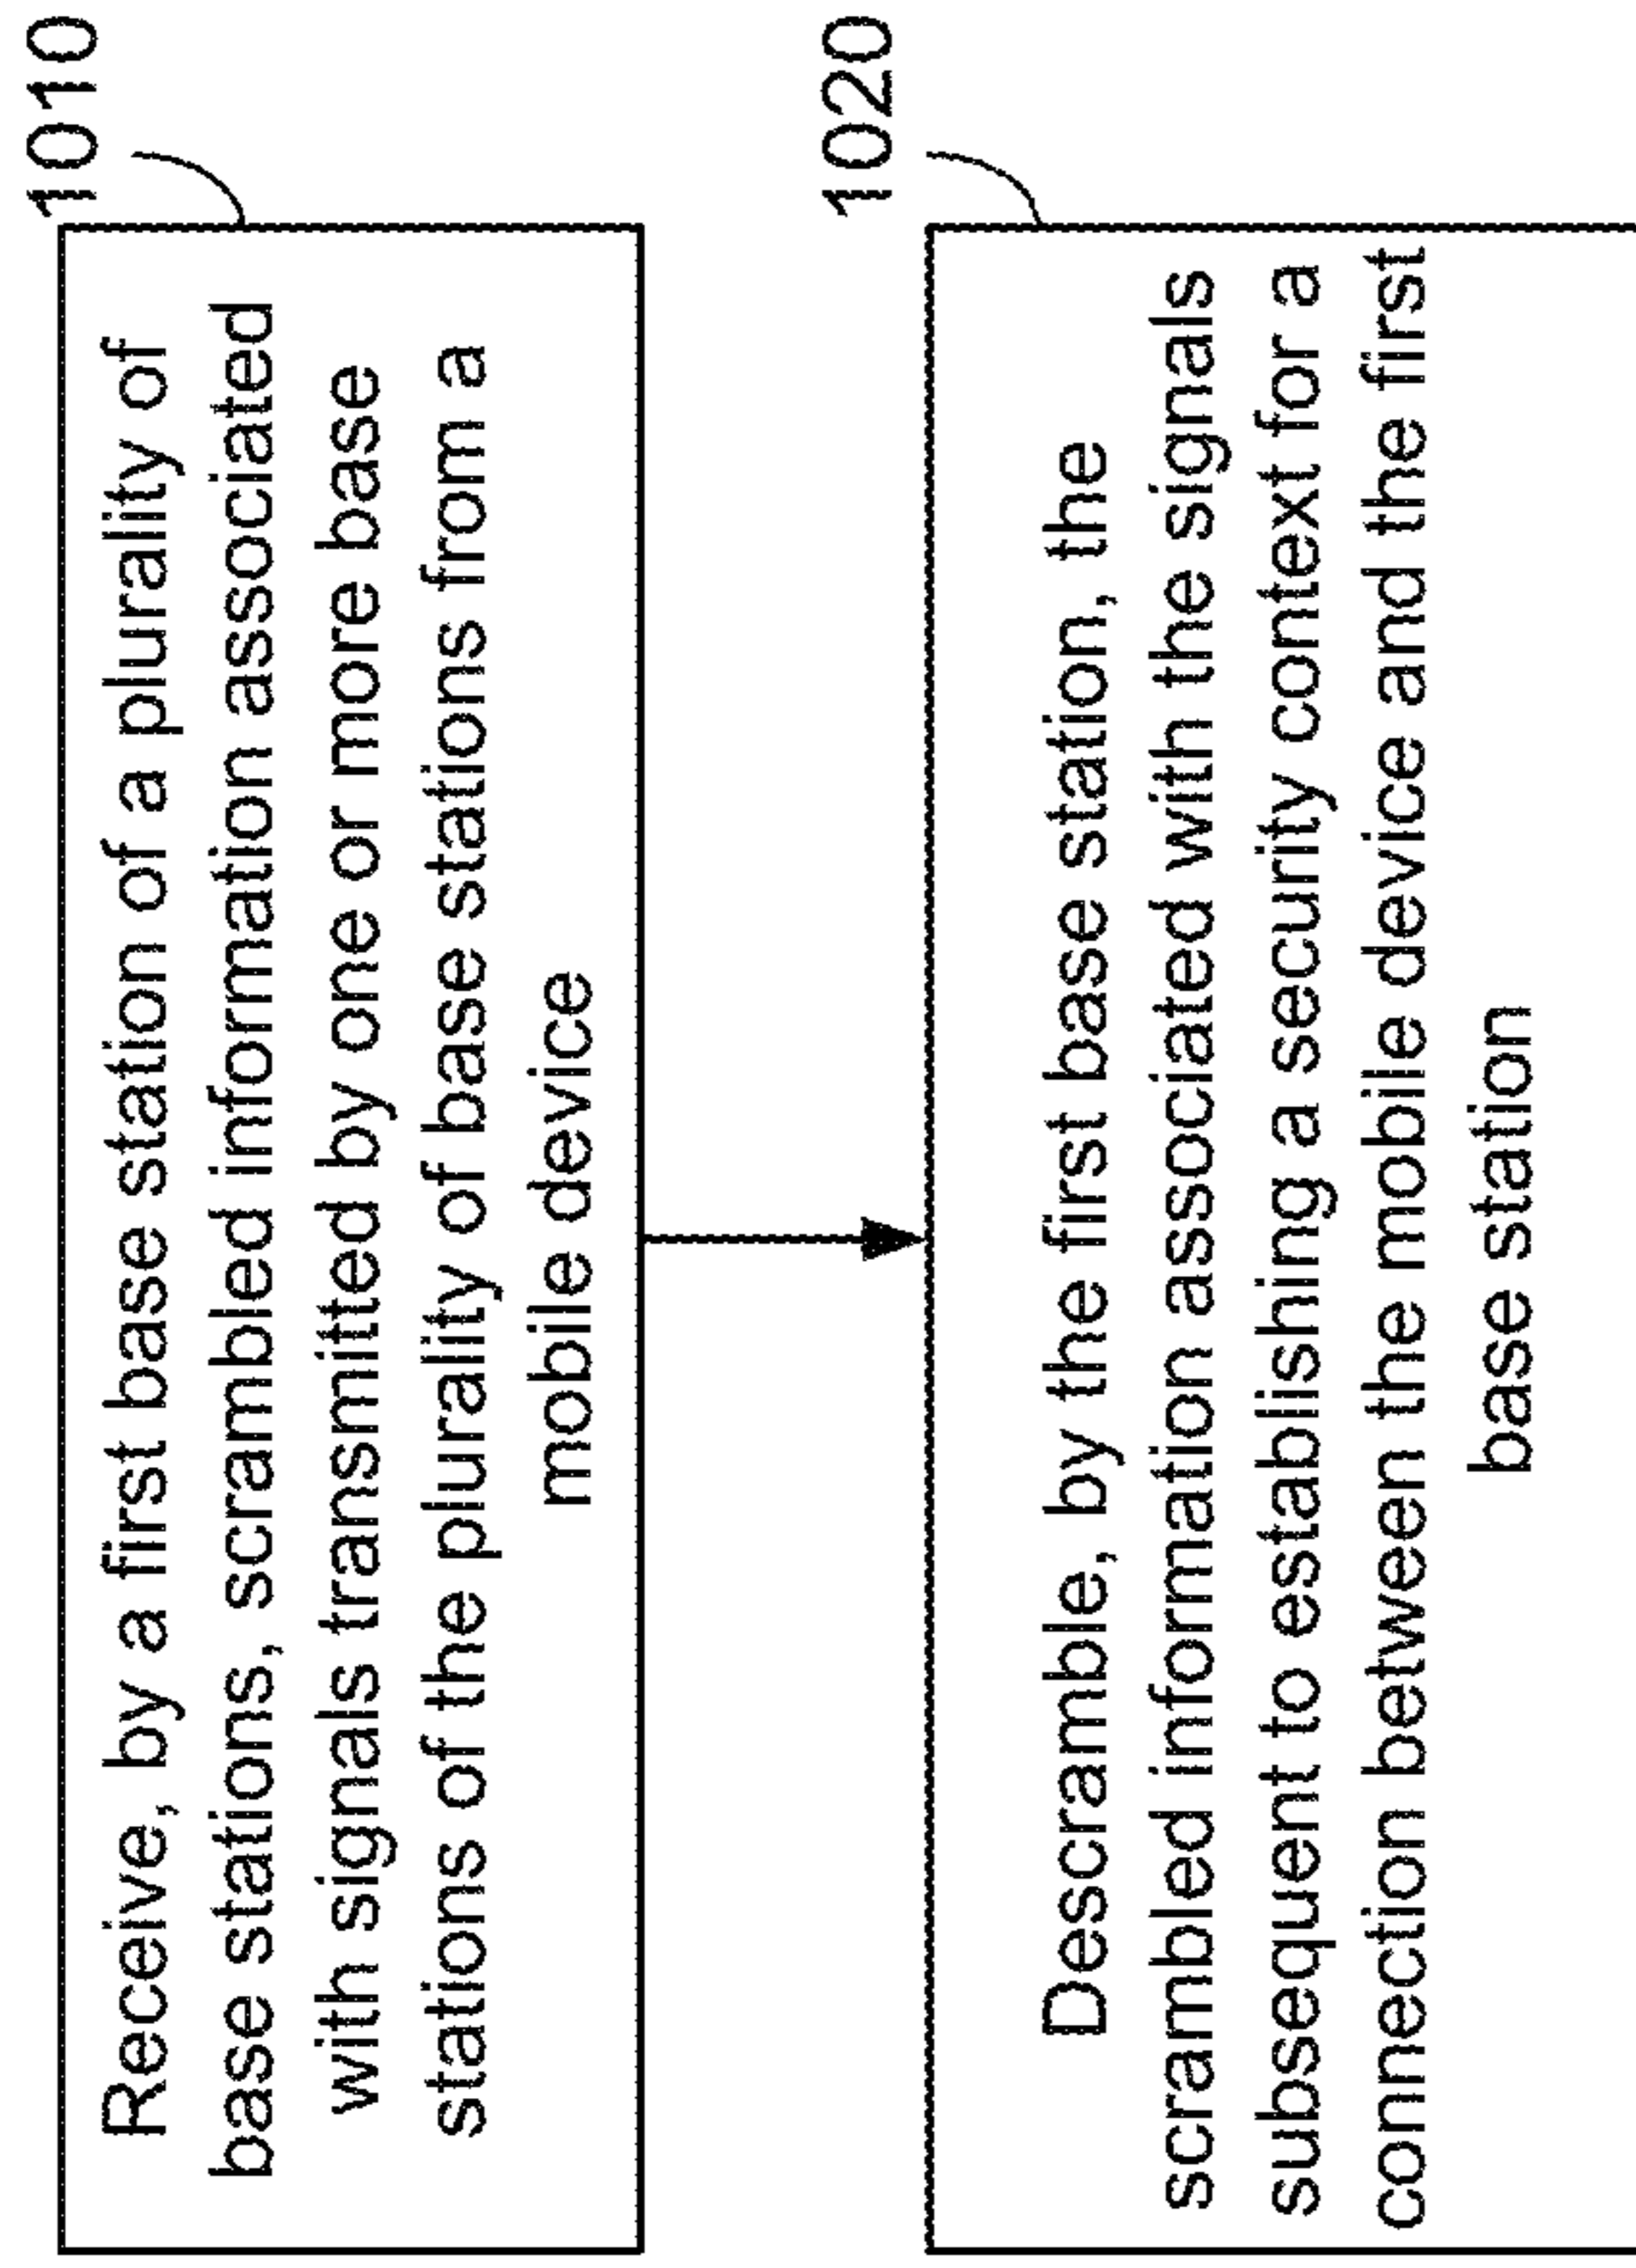 1010
Receive, by a first base station of a plurality of
base stations, scrambled information associated
with signals transmitted by one or more base
stations of the plurality of base stations from a
mobile device
1020
Descramble, by the first base station, the
scrambled information associated with the signals
subsequent to establishing a security context for a
connection between the mobile device and the first
base station